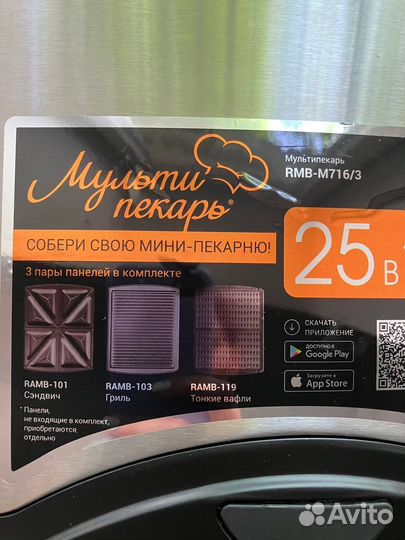 Мульти
пекарь®
Мультипекарь
RMB-M716/3
СОБЕРИ СВОЮ МИНИ-ПЕКАРНЮ!
3 пары панелей в комплекте
25 В
RAMB-101
Сэндвич
RAMB-103
Гриль
RAMB-119
Тонкие вафли
* Панели,
не входящие в комплект,
приобретаются
отдельно
СКАЧАТЬ
ПРИЛОЖЕНИЕ
ДОСТУПНО В
Google Play
Загрузите в
App Store
Avito